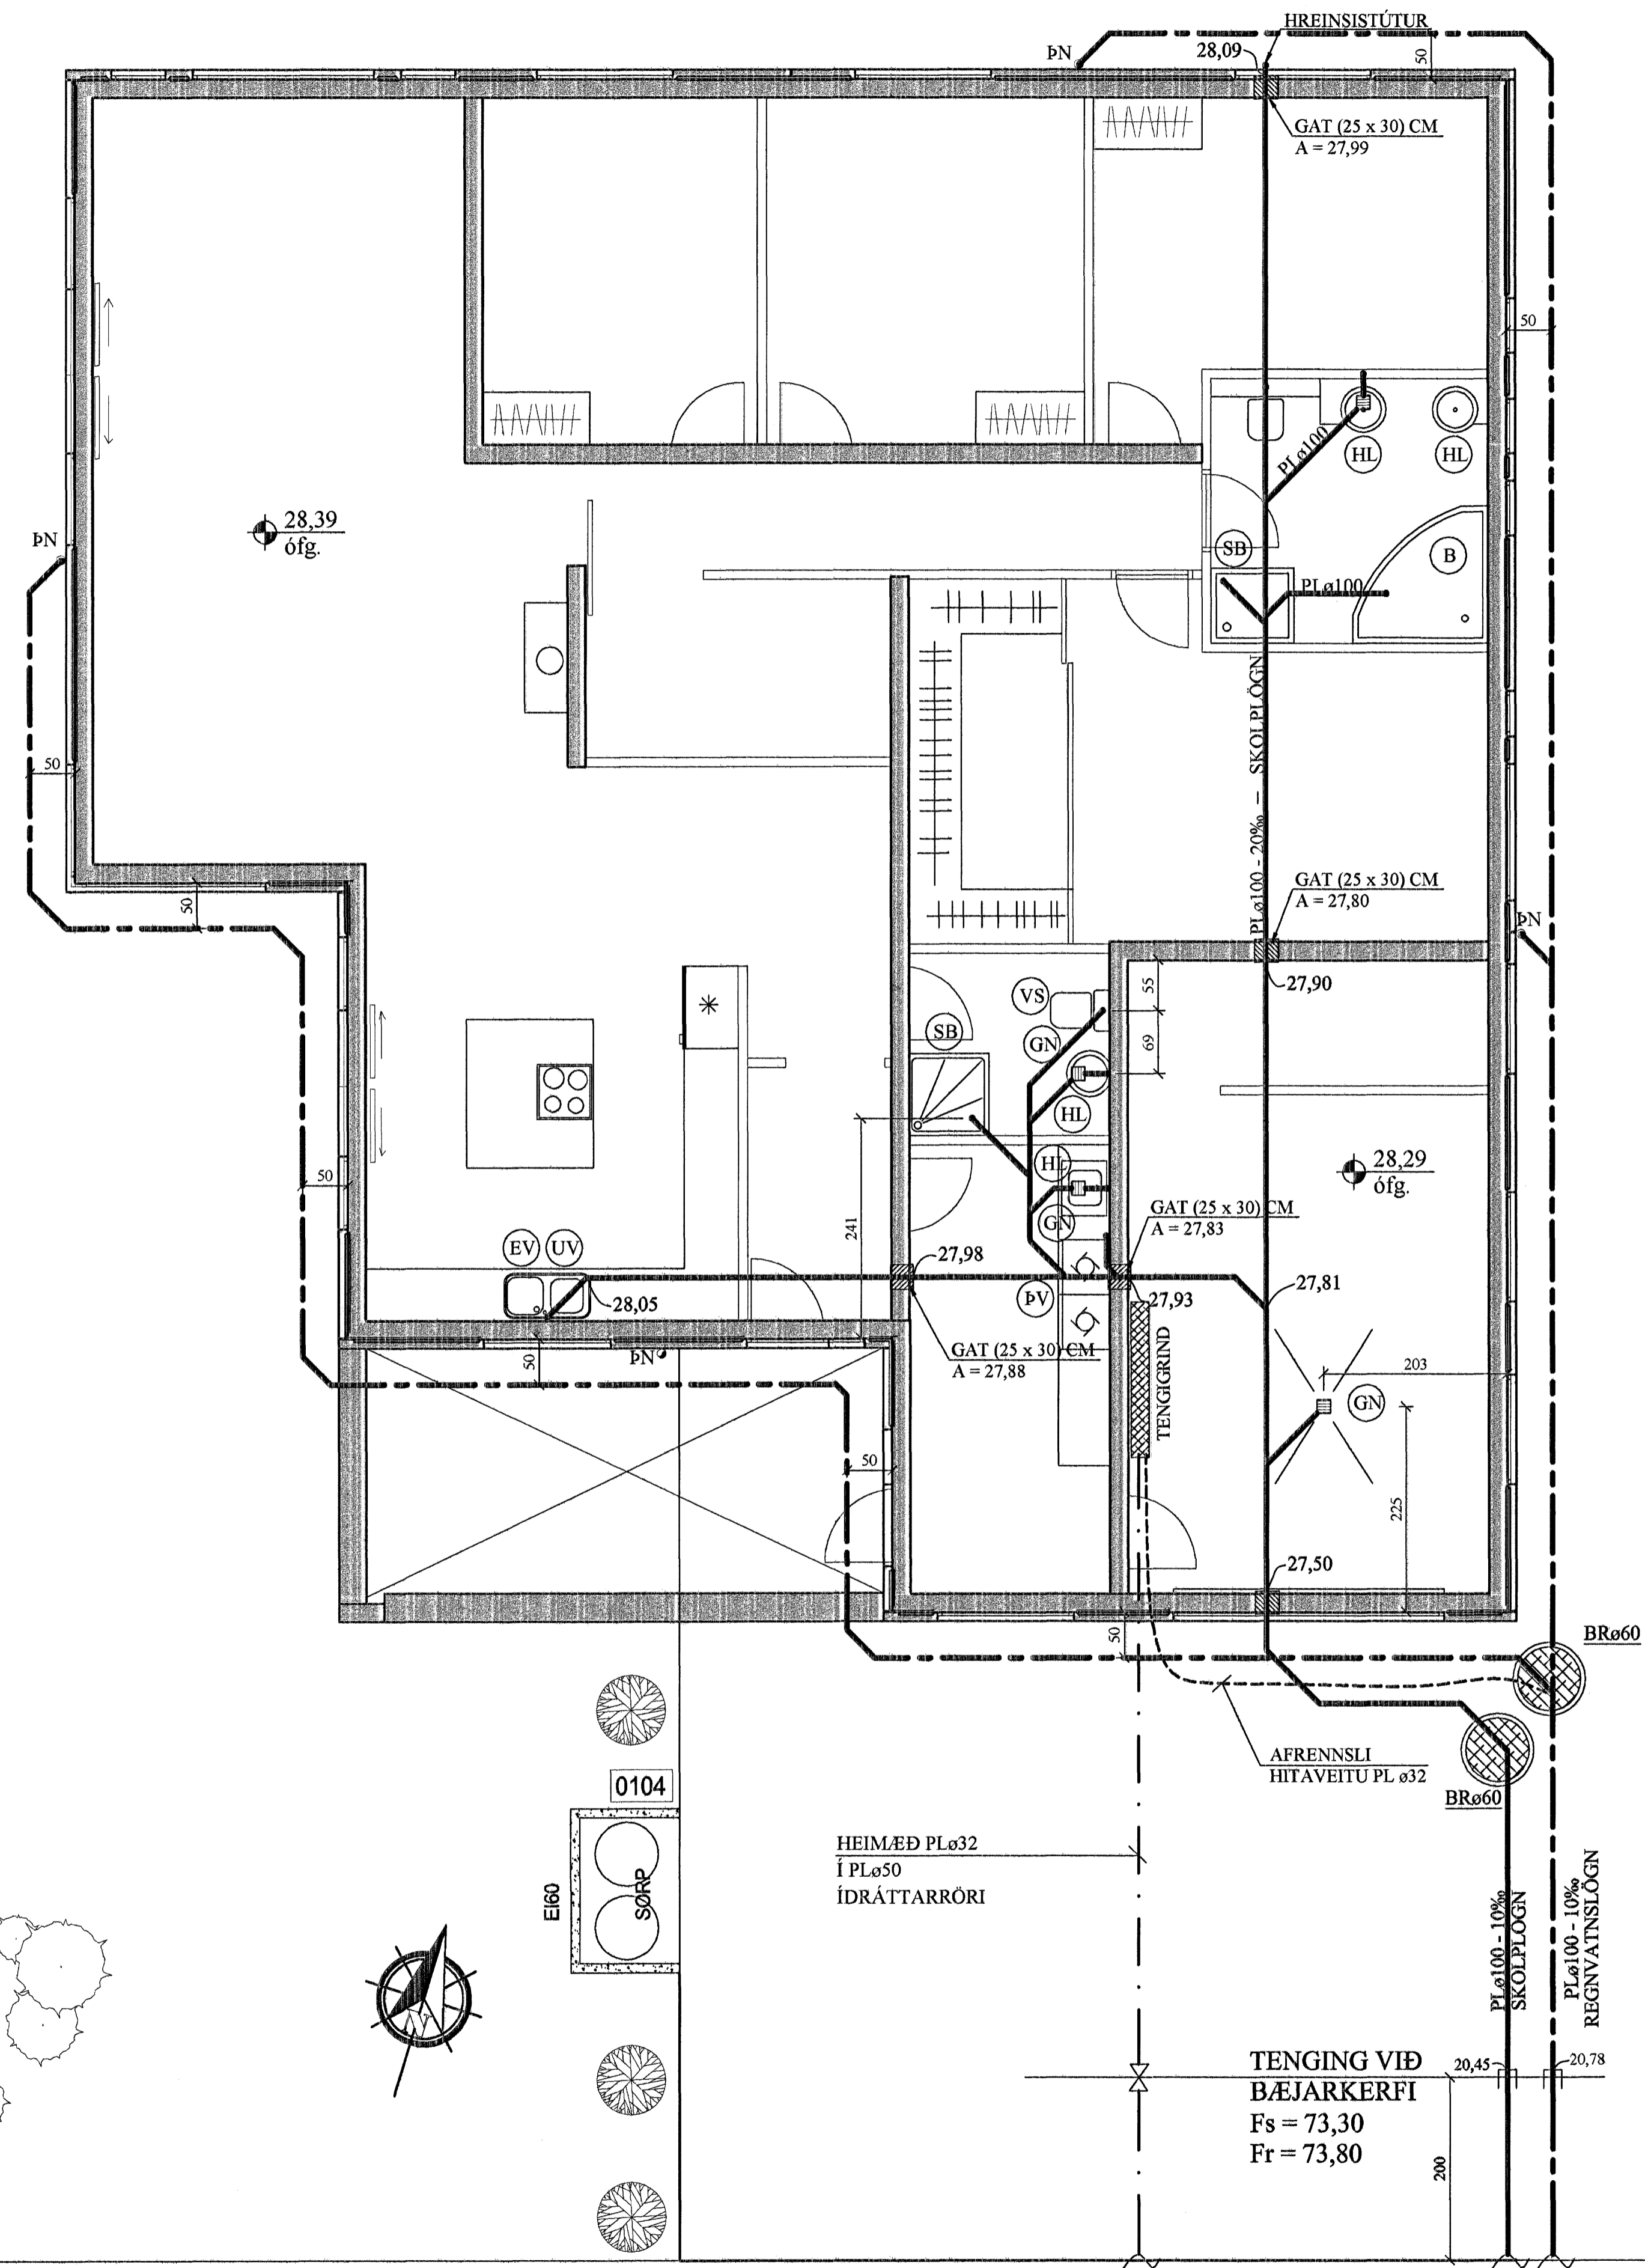 HREINSISTÚTUR
ÞN
28,09
50
GAT (25 x 30) CM
A = 27,99
50
PLø100
HL
HL
28,39
ófg.
ÞN
SB
B
PLø100
PLø100 - 20‰ – SKOLPLÖGN
50
GAT (25 x 30) CM
A = 27,80
50
ÞN
27,90
VS
55
SB
GN
69
HL
HL
28,29
ófg.
50
241
GN
GAT (25 x 30) CM
A = 27,83
EV
UV
27,98
27,81
28,05
ÞV
27,93
ÞN
50
GAT (25 x 30) CM
A = 27,88
TENGIGRIND
203
GN
50
225
27,50
50
BRø60
AFRENNSLI
HITAVEITU PL ø32
0104
BRø60
HEIMÆÐ PLø32
Í PLø50
ÍDRÁTTARRÖRI
EI60
SORP
PLø100 - 10‰
SKOLPLÖGN
PLø100 - 10‰
REGNVATNSLÖGN
N
TENGING VIÐ
BÆJARKERFI
Fs = 73,30
Fr = 73,80
20,45
20,78
200